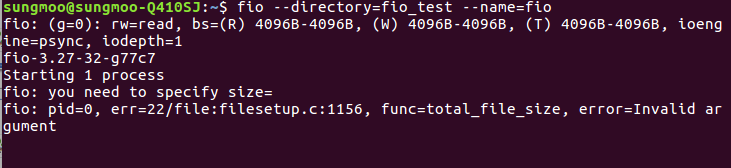 sungmoo@sungmoo-Q410SJ:~$ fio --directory=fio_test --name=fio
fio: (g=0): rw=read, bs=(R) 4096B-4096B, (W) 4096B-4096B, (T) 4096B-4096B, ioeng
ine=psync, iodepth=1
fio-3.27-32-g77c7
Starting 1 process
fio: you need to specify size=
fio: pid=0, err=22/file:filesetup.c:1156, func=total_file_size, error=Invalid ar
gument